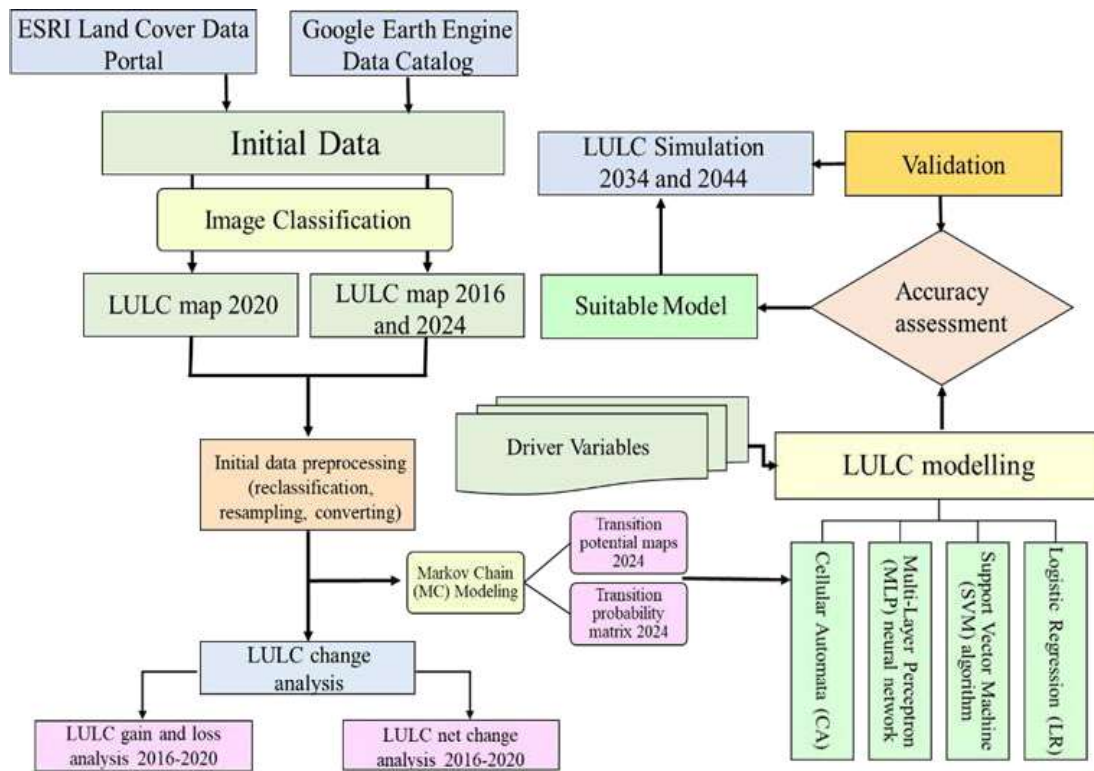 ESRI Land Cover Data
Portal
Google Earth Engine
Data Catalog
Initial Data
Image Classification
LULC map 2020
LULC map 2016
and 2024
Initial data preprocessing
(reclassification,
resampling, converting)
Markov Chain
(MC) Modeling
Transition
potential maps
2024
Transition
probability
matrix 2024
LULC change
analysis
LULC gain and loss
analysis 2016-2020
LULC net change
analysis 2016-2020
LULC Simulation
2034 and 2044
Validation
Suitable Model
Accuracy
assessment
Driver Variables
LULC modelling
Cellular Automata (CA)
Multi-Layer Perceptron
(MLP) neural network
Support Vector Machine
(SVM) algorithm
Logistic Regression (LR)